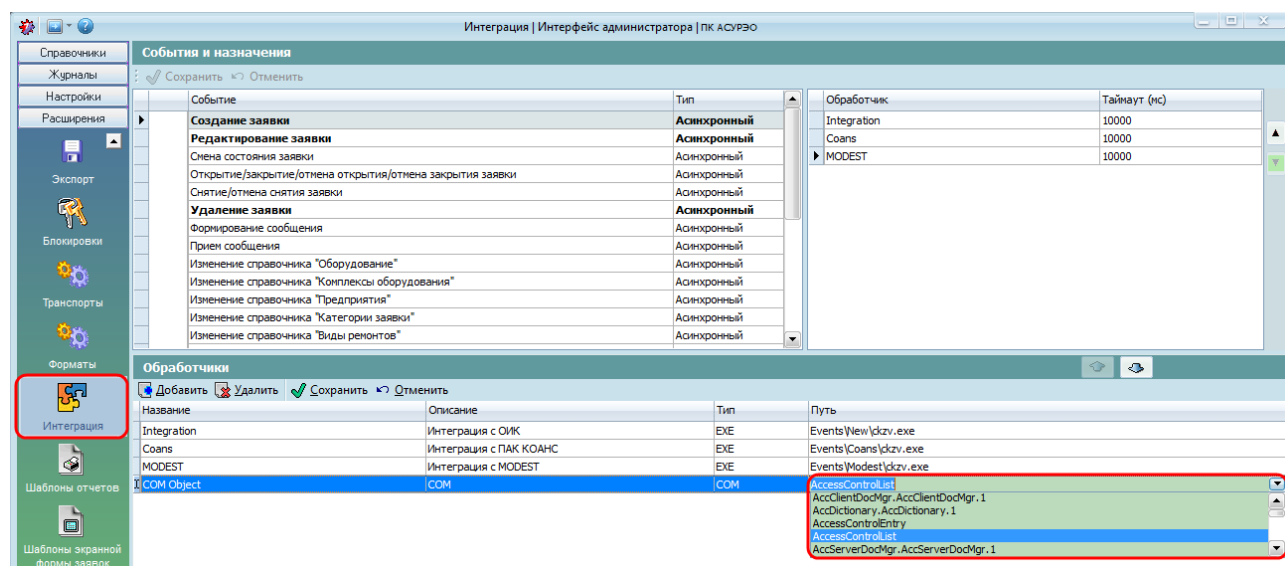 Интеграция | Интерфейс администратора | ПК АСУРЭО
Справочники
Журналы
Настройки
Расширения
Экспорт
Блокировки
Транспорты
Форматы
Интеграция
Шаблоны отчетов
Шаблоны экранной
формы заявок
События и назначения
Сохранить Отменить
Событие Тип
Создание заявки Асинхронный
Редактирование заявки Асинхронный
Смена состояния заявки Асинхронный
Открытие/закрытие/отмена открытия/отмена закрытия заявки Асинхронный
Снятие/отмена снятия заявки Асинхронный
Удаление заявки Асинхронный
Формирование сообщения Асинхронный
Прием сообщения Асинхронный
Изменение справочника "Оборудование" Асинхронный
Изменение справочника "Комплексы оборудования" Асинхронный
Изменение справочника "Предприятия" Асинхронный
Изменение справочника "Категории заявки" Асинхронный
Изменение справочника "Виды ремонтов" Асинхронный
Обработчик Таймаут (мс)
Integration 10000
Coans 10000
MODEST 10000
Обработчики
Добавить Удалить Сохранить Отменить
Название Описание Тип Путь
Integration Интеграция с ОИК EXE Events\New\ckzv.exe
Coans Интеграция с ПАК КОАНС EXE Events\Coans\ckzv.exe
MODEST Интеграция с MODEST EXE Events\Modest\ckzv.exe
COM Object COM COM AccessControlList
AccClientDocMgr.AccClientDocMgr.1
AccDictionary.AccDictionary.1
AccessControlEntry
AccessControlList
AccServerDocMgr.AccServerDocMgr.1